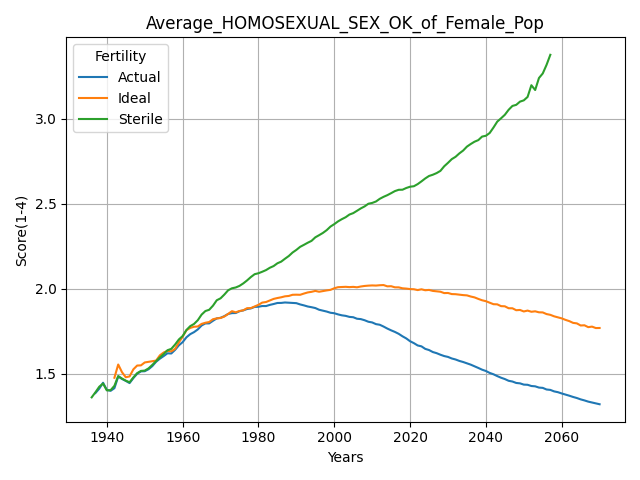 Average_HOMOSEXUAL_SEX_OK_of_Female_Pop
Fertility
Actual
Ideal
Sterile
Score(1-4)
3.0
2.5
2.0
1.5
1940 1960 1980 2000 2020 2040 2060
Years